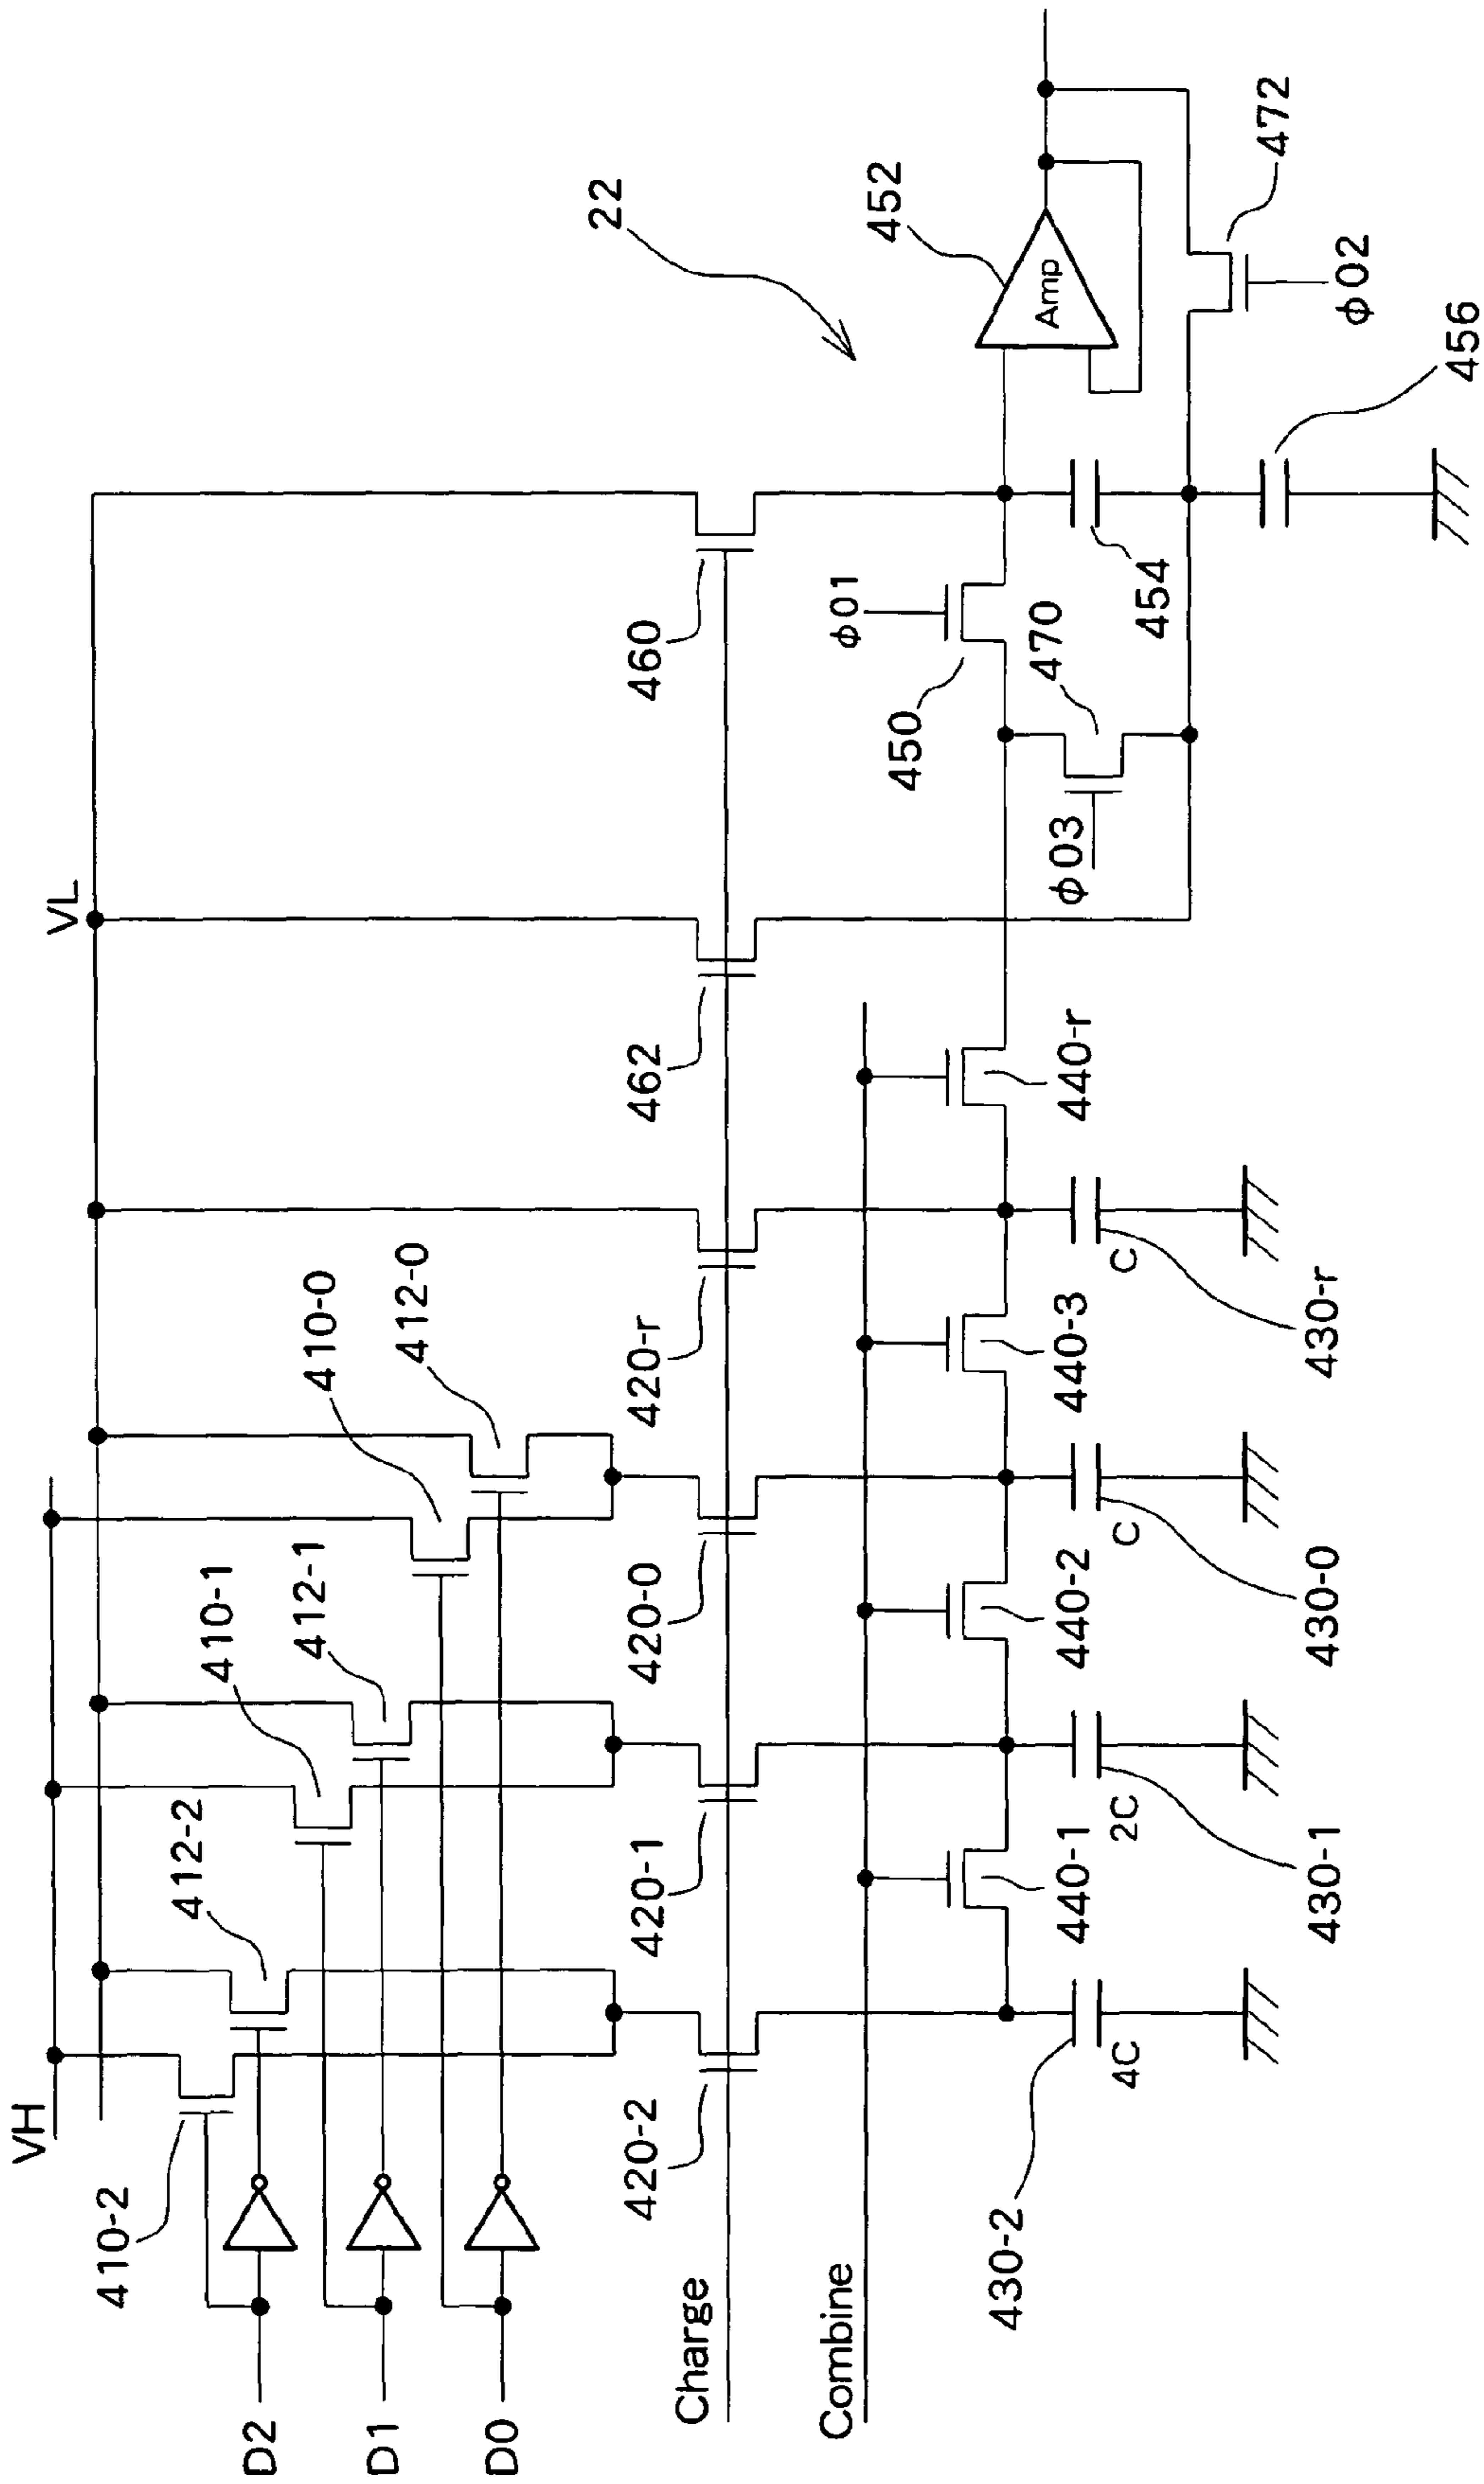 VH
VL
410-2
412-2
410-1
412-1
410-0
412-0
D2
D1
D0
22
420-2
420-1
420-0
420-r
462
460
Charge
Combine
440-1
440-2
440-3
440-r
450
ϕ01
452
Amp
ϕ03
470
454
472
ϕ02
456
430-2
4C
2C
C
C
430-1
430-0
430-r